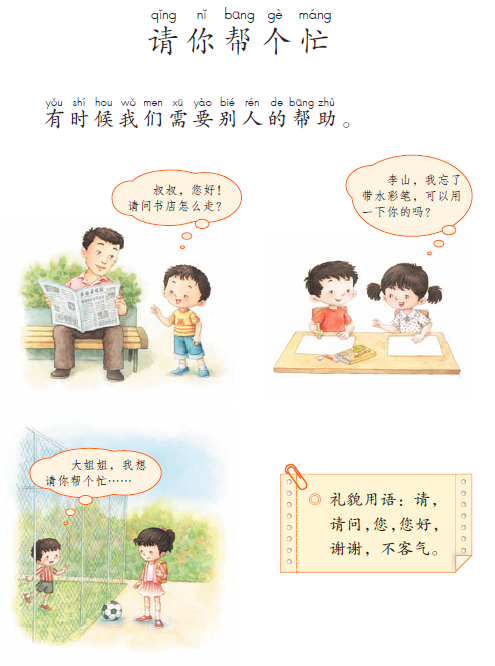 qǐng nǐ bāng gè máng
请你帮个忙
yǒu shí hou wǒ men xū yào bié rén de bāng zhù
有时候我们需要别人的帮助。
叔叔，您好！
请问书店怎么走？
李山，我忘了
带水彩笔，可以用
一下你的吗？
大姐姐，我想
请你帮个忙……
礼貌用语：请，
请问，您，您好，
谢谢，不客气。